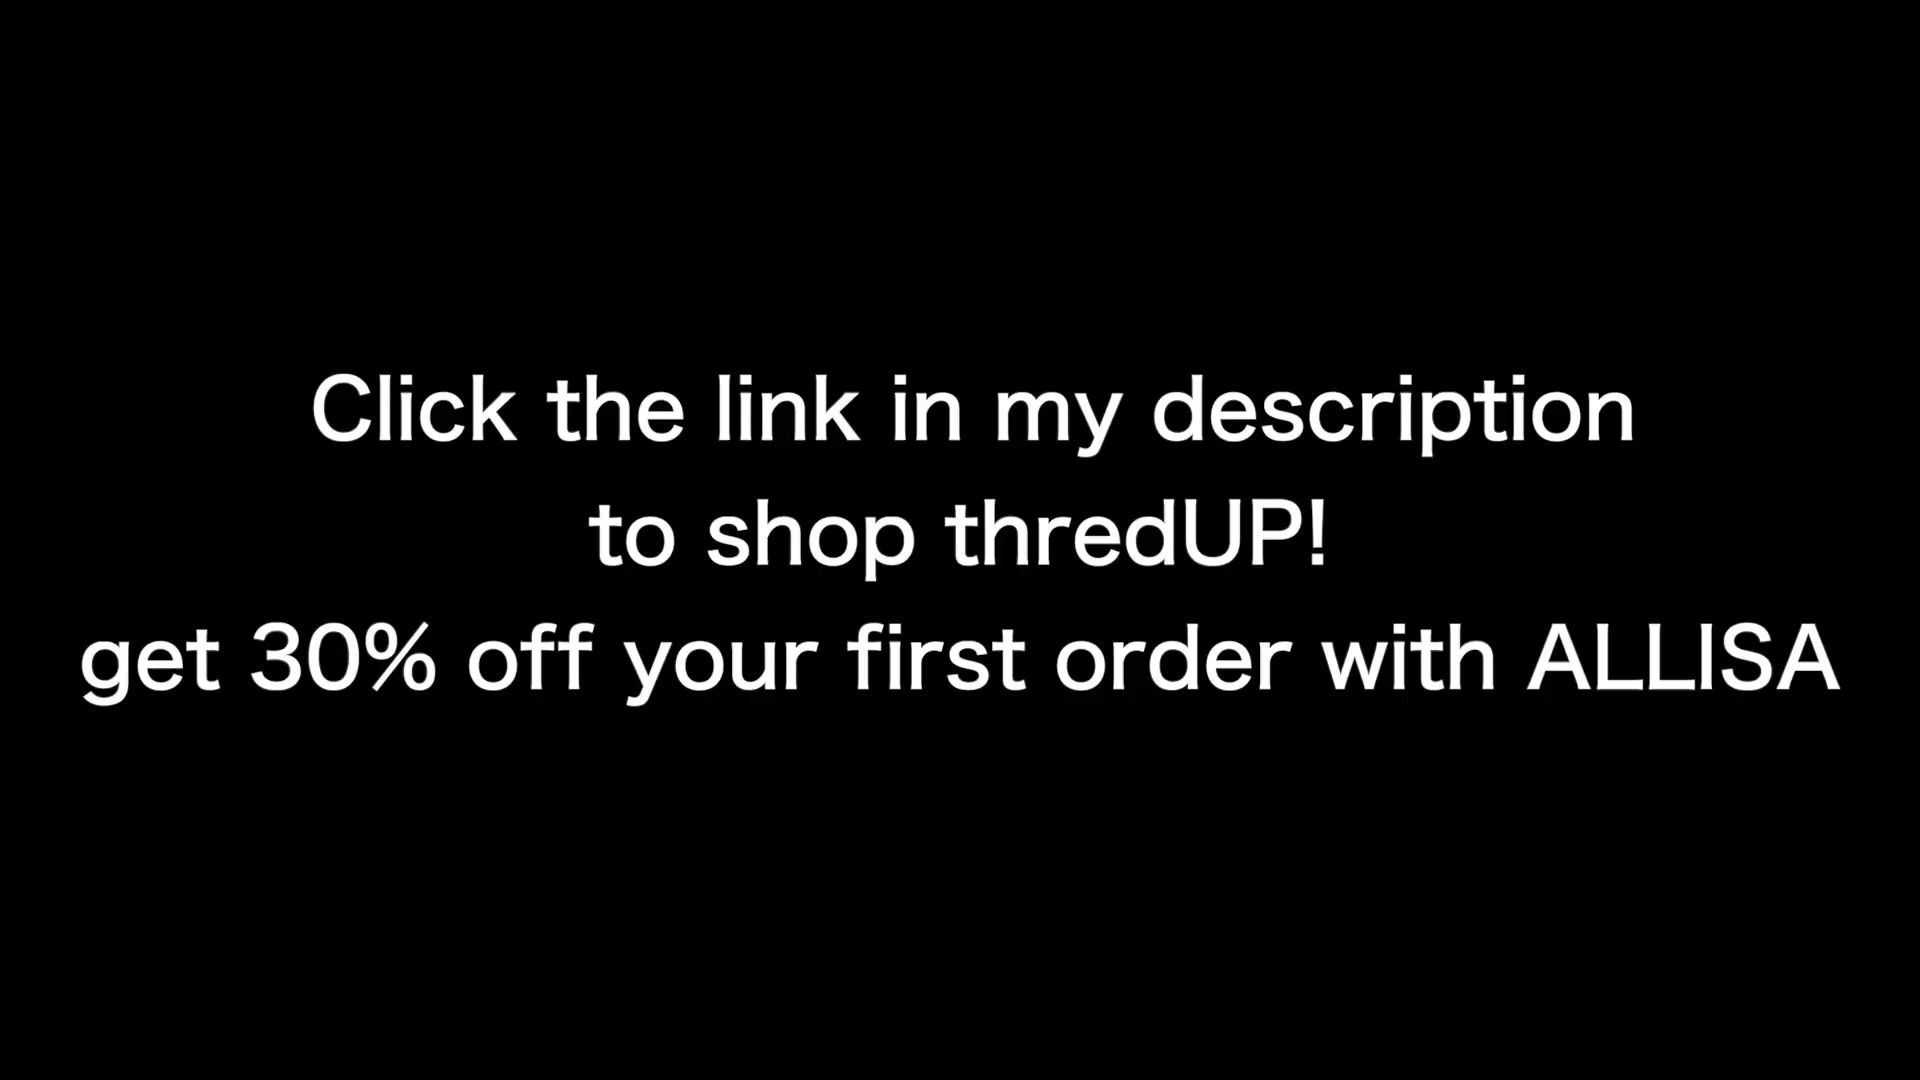 Click the link in my description
to shop thredUP!
get 30% off your first order with ALLISA